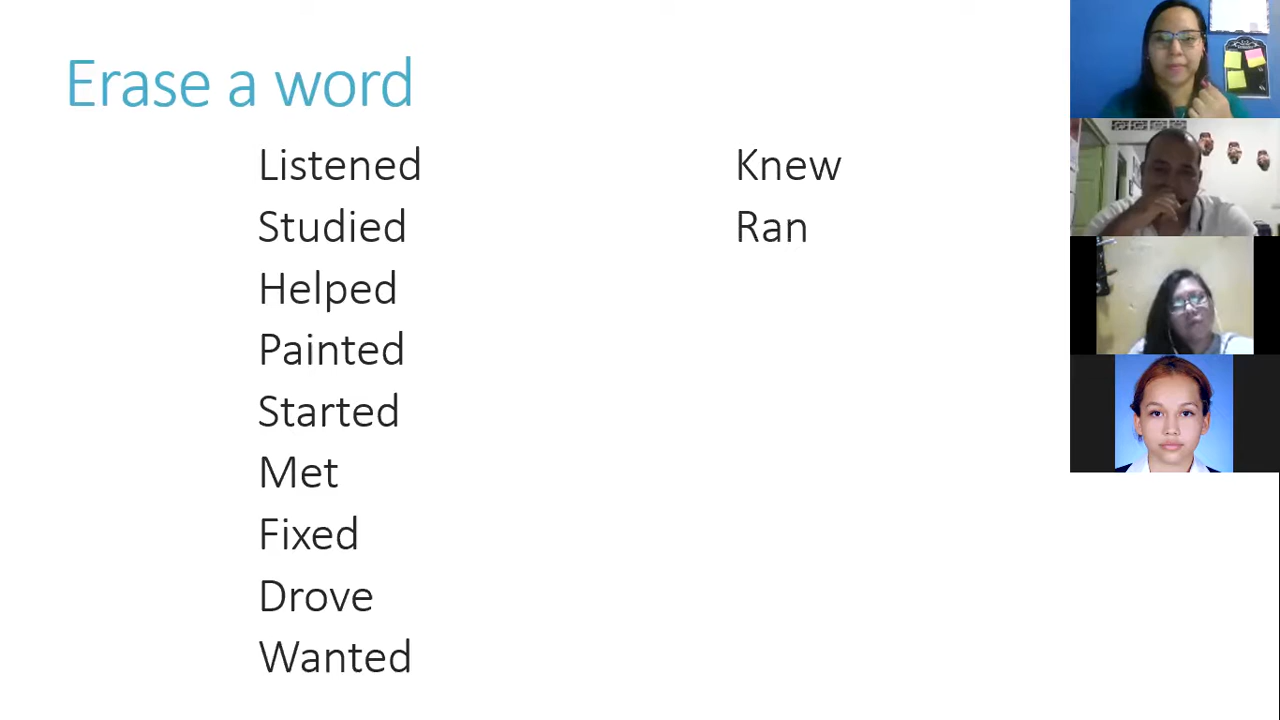 Erase a word
Listened
Studied
Helped
Painted
Started
Met
Fixed
Drove
Wanted
Knew
Ran